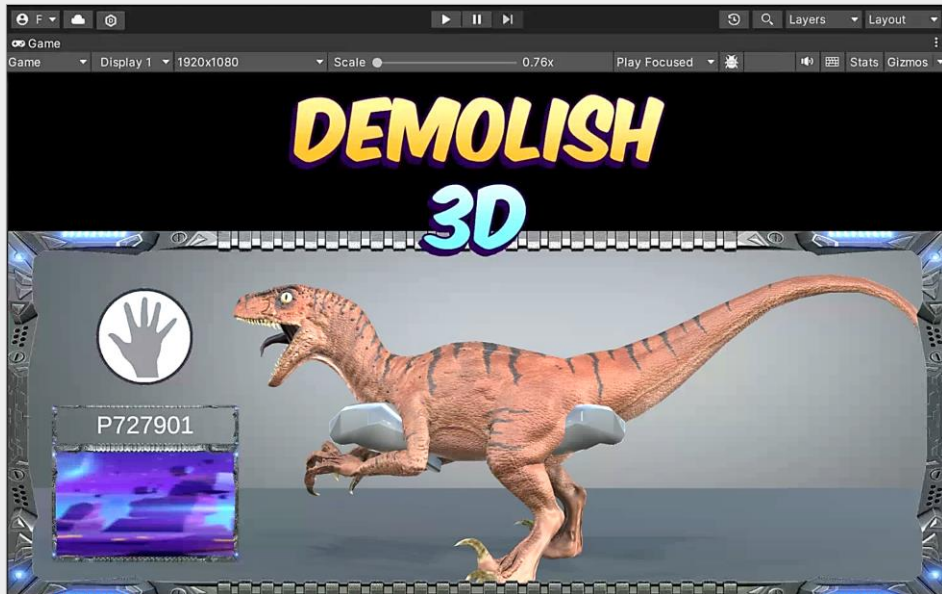 F
Layers
Layout
Game
Game
Display 1
1920x1080
Scale
0.76x
Play Focused
Stats
Gizmos
DEMOLISH
3D
P727901